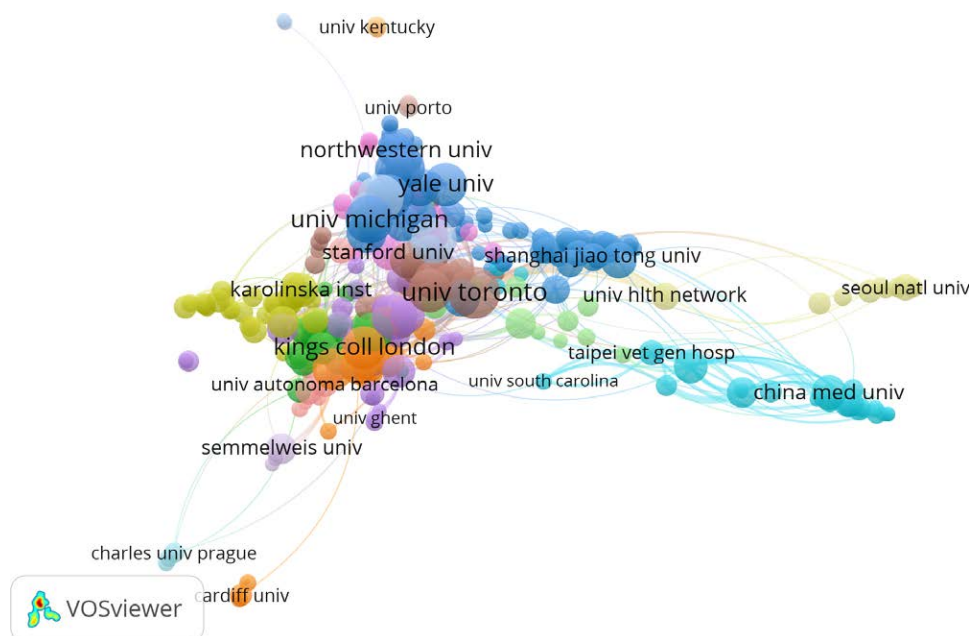 univ kentucky
univ porto
northwestern univ
yale univ
univ michigan
stanford univ
shanghai jiao tong univ
karolinska inst
univ toronto
univ hlth network
seoul natl univ
kings coll london
taipei vet gen hosp
univ autonoma barcelona
univ south carolina
china med univ
univ ghent
semmelweis univ
charles univ prague
cardiff univ
VOSviewer